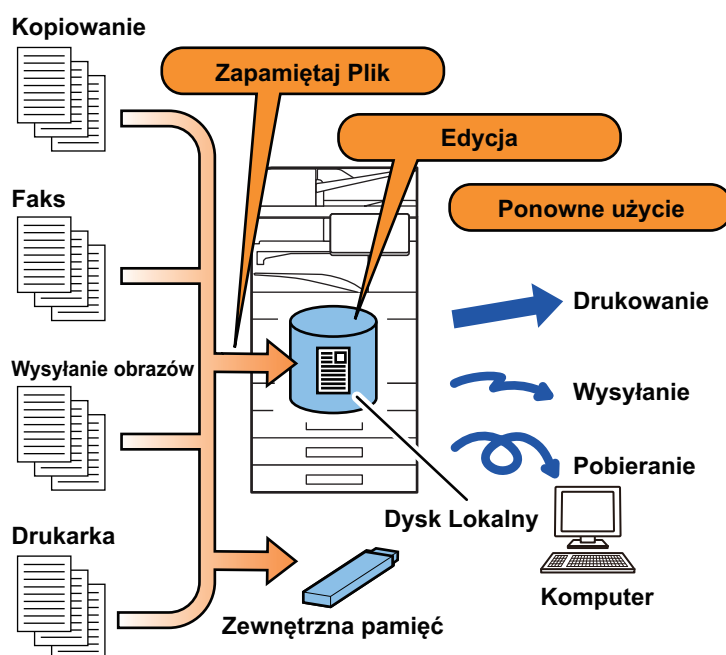 Kopiowanie
Zapamiętaj Plik
Edycja
Faks
Ponowne użycie
Drukowanie
Wysyłanie obrazów
Wysyłanie
Pobieranie
Dysk Lokalny
Drukarka
Komputer
Zewnętrzna pamięć